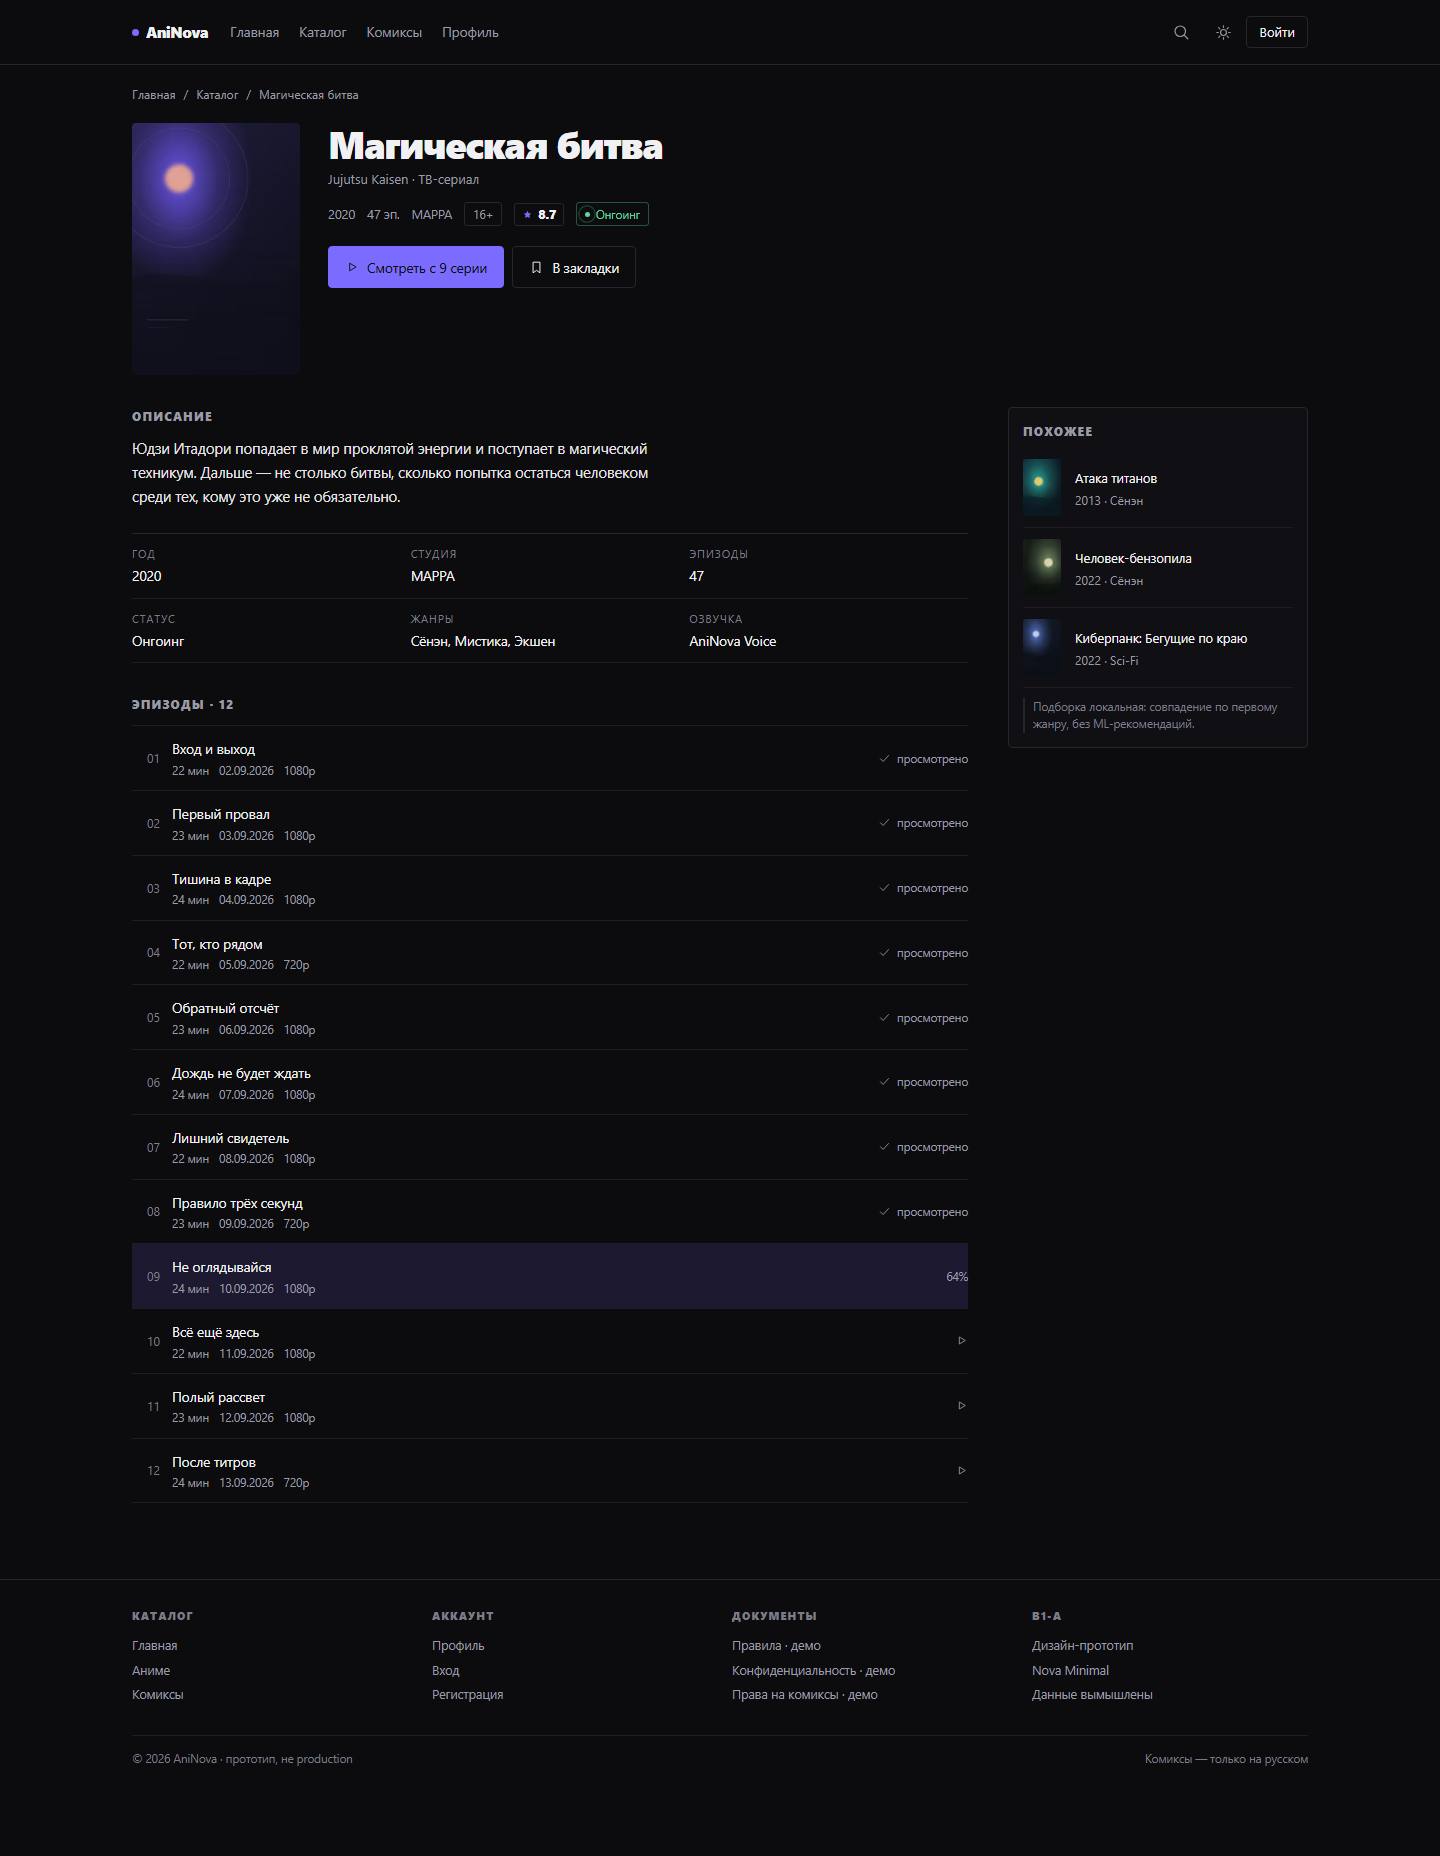 AniNova Главная Каталог Комиксы Профиль Войти
Главная / Каталог / Магическая битва
Магическая битва
Jujutsu Kaisen · ТВ-сериал
2020 47 эп. MAPPA 16+ 8.7 Онгоинг
Смотреть с 9 серии В закладки
ОПИСАНИЕ
Юдзи Итадори попадает в мир проклятой энергии и поступает в магический
техникум. Дальше — не столько битвы, сколько попытка остаться человеком
среди тех, кому это уже не обязательно.
ГОД СТУДИЯ ЭПИЗОДЫ
2020 MAPPA 47
СТАТУС ЖАНРЫ ОЗВУЧКА
Онгоинг Сёнэн, Мистика, Экшен AniNova Voice
ЭПИЗОДЫ · 12
01 Вход и выход просмотрено
22 мин 02.09.2026 1080p
02 Первый провал просмотрено
23 мин 03.09.2026 1080p
03 Тишина в кадре просмотрено
24 мин 04.09.2026 1080p
04 Тот, кто рядом просмотрено
22 мин 05.09.2026 720p
05 Обратный отсчёт просмотрено
23 мин 06.09.2026 1080p
06 Дождь не будет ждать просмотрено
24 мин 07.09.2026 1080p
07 Лишний свидетель просмотрено
22 мин 08.09.2026 1080p
08 Правило трёх секунд просмотрено
23 мин 09.09.2026 720p
09 Не оглядывайся 64%
24 мин 10.09.2026 1080p
10 Всё ещё здесь
22 мин 11.09.2026 1080p
11 Полый рассвет
23 мин 12.09.2026 1080p
12 После титров
24 мин 13.09.2026 720p
ПОХОЖЕЕ
Атака титанов
2013 · Сёнэн
Человек-бензопила
2022 · Сёнэн
Киберпанк: Бегущие по краю
2022 · Sci-Fi
Подборка локальная: совпадение по первому
жанру, без ML-рекомендаций.
КАТАЛОГ АККАУНТ ДОКУМЕНТЫ B1-A
Главная Профиль Правила · демо Дизайн-прототип
Аниме Вход Конфиденциальность · демо Nova Minimal
Комиксы Регистрация Права на комиксы · демо Данные вымышлены
© 2026 AniNova · прототип, не production Комиксы — только на русском